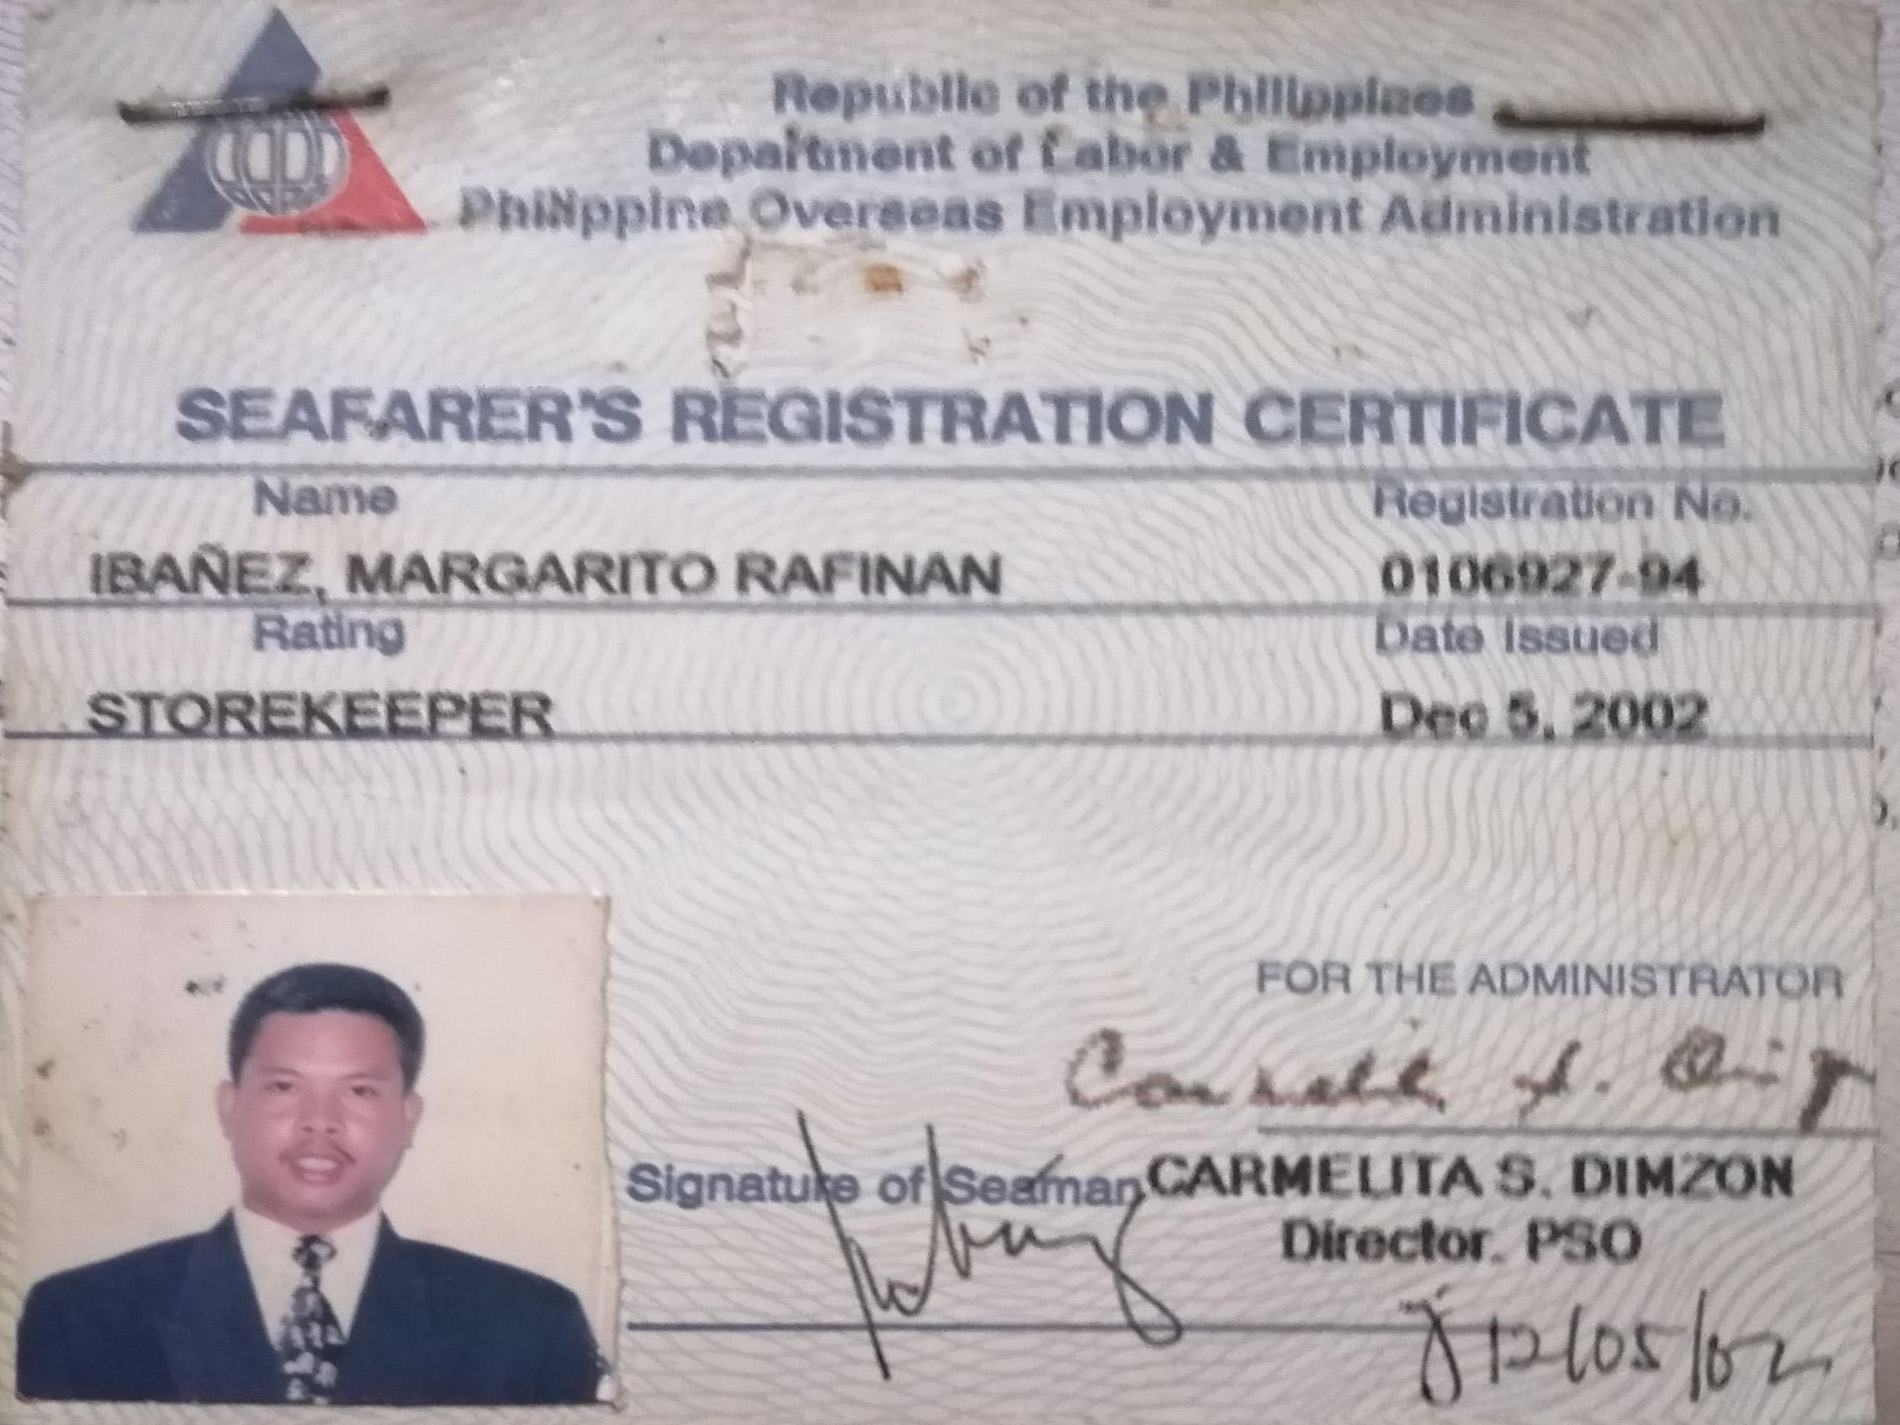 Republic of the Philippines
Department of Labor & Employment
Philippine Overseas Employment Administration
SEAFARER'S REGISTRATION CERTIFICATE
Name Registration No.
IBAÑEZ, MARGARITO RAFINAN 0106927-94
Rating Date Issued
STOREKEEPER Dec 5, 2002
FOR THE ADMINISTRATOR
Signature of Seaman CARMELITA S. DIMZON
Director, PSO
12/05/02